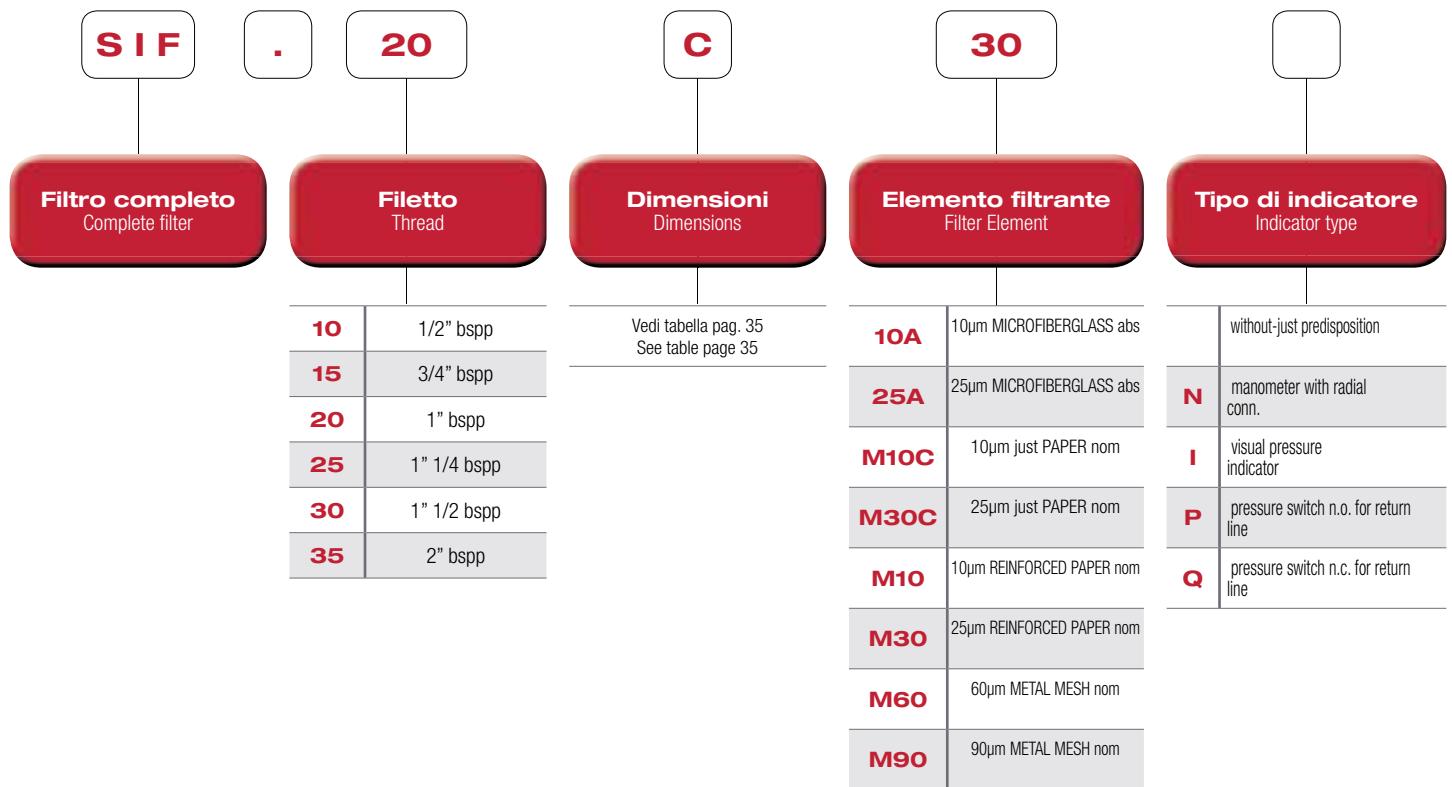 SIF . 20 C 30
Filtro completo
Complete filter
Filetto
Thread
10 1/2” bspp
15 3/4” bspp
20 1” bspp
25 1” 1/4 bspp
30 1” 1/2 bspp
35 2” bspp
Dimensioni
Dimensions
Vedi tabella pag. 35
See table page 35
Elemento filtrante
Filter Element
10A 10µm MICROFIBERGLASS abs
25A 25µm MICROFIBERGLASS abs
M10C 10µm just PAPER nom
M30C 25µm just PAPER nom
M10 10µm REINFORCED PAPER nom
M30 25µm REINFORCED PAPER nom
M60 60µm METAL MESH nom
M90 90µm METAL MESH nom
Tipo di indicatore
Indicator type
without-just predisposition
N manometer with radial
conn.
I visual pressure
indicator
P pressure switch n.o. for return
line
Q pressure switch n.c. for return
line